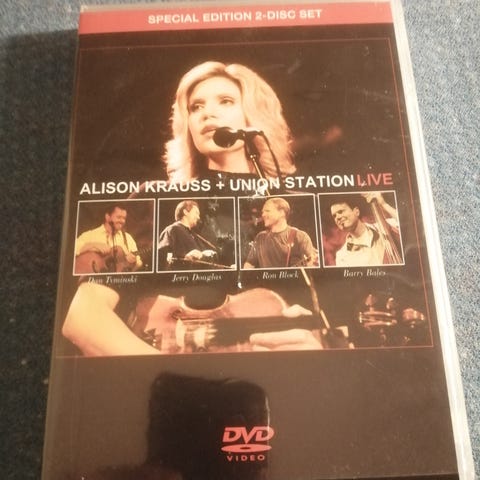 SPECIAL EDITION 2-DISC SET
ALISON KRAUSS + UNION STATION LIVE
Dan Tyminski Jerry Douglas Ron Block Barry Bales
DVD
VIDEO